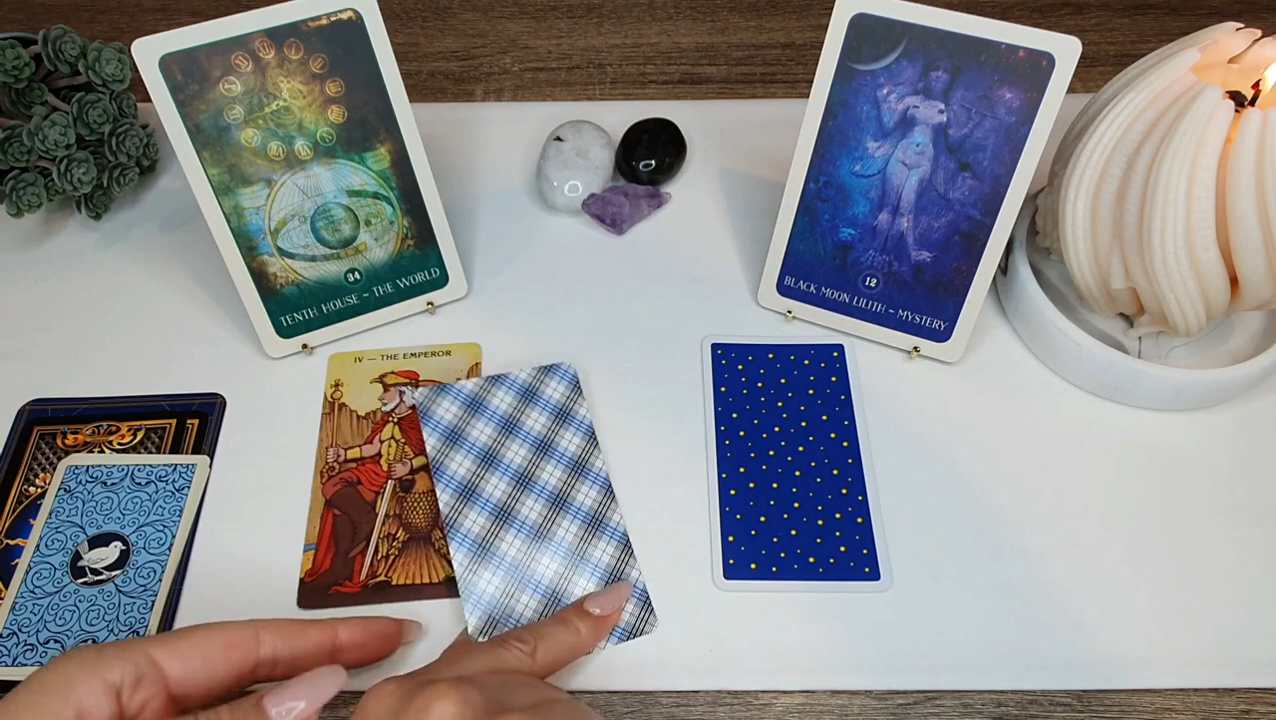 34
TENTH HOUSE ~ THE WORLD
12
BLACK MOON LILITH ~ MYSTERY
IV — THE EMPEROR